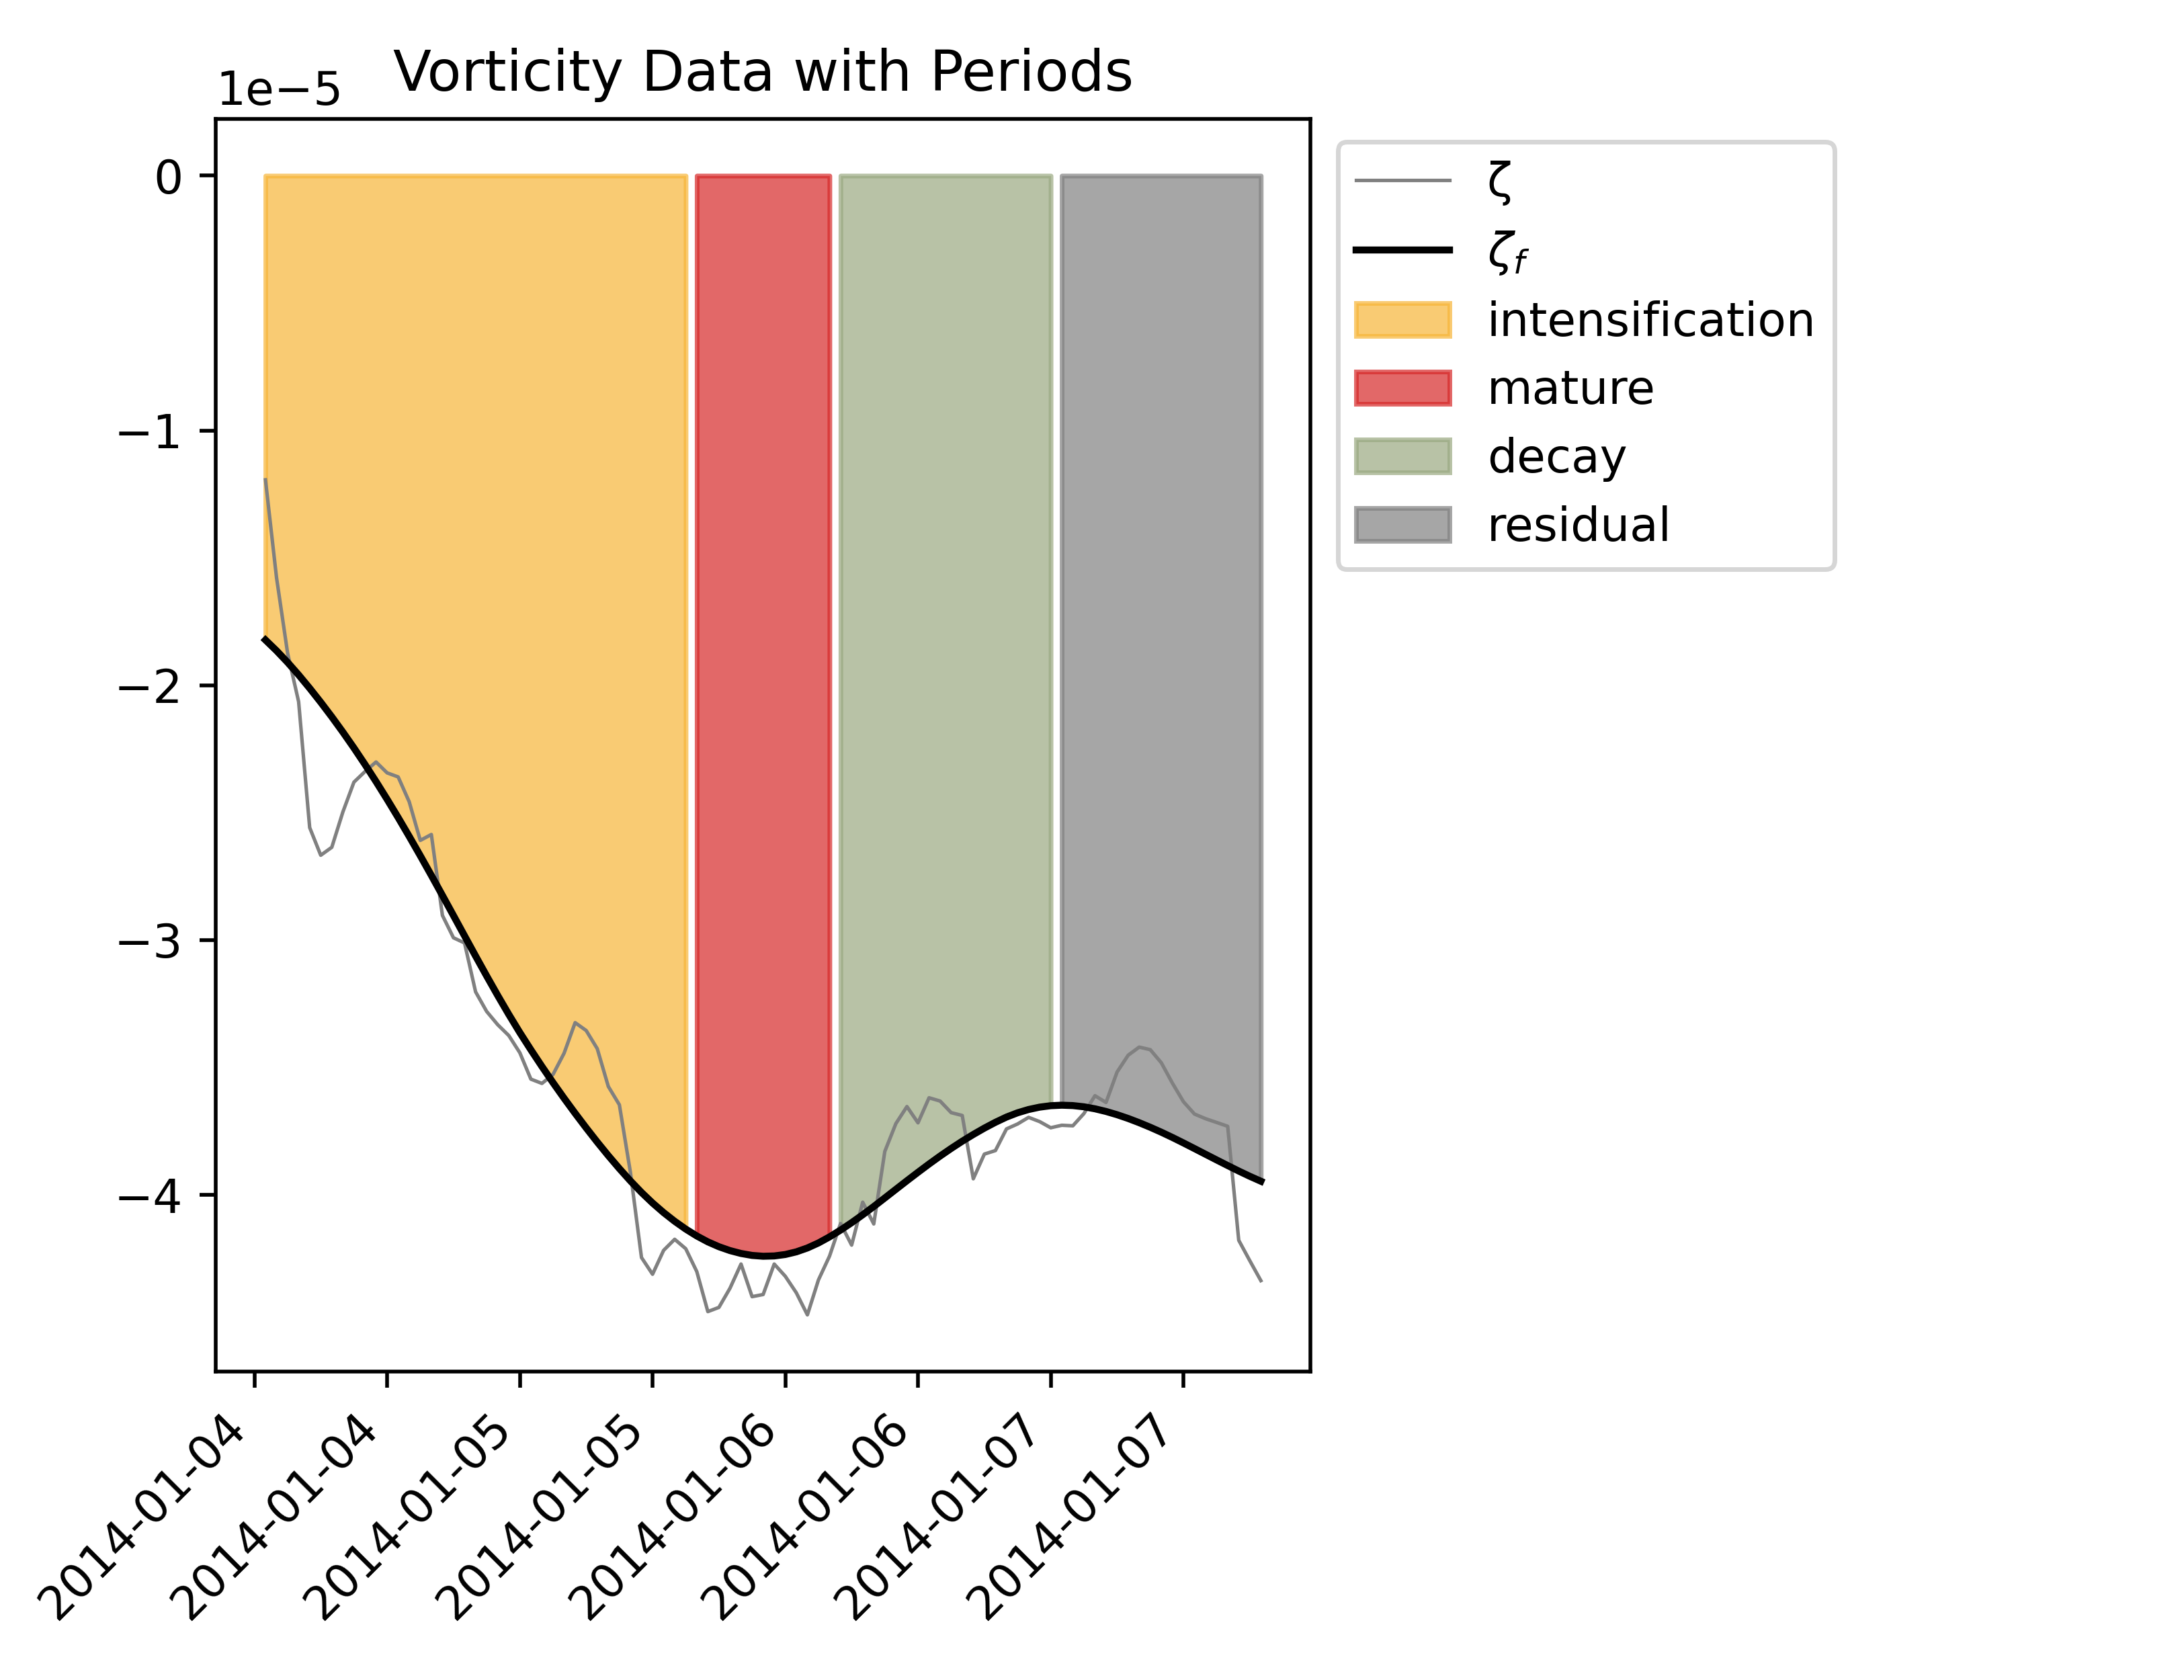 Vorticity Data with Periods
1e−5
0
−1
−2
−3
−4
2014-01-04
2014-01-04
2014-01-05
2014-01-05
2014-01-06
2014-01-06
2014-01-07
2014-01-07
ζ
ζf
intensification
mature
decay
residual